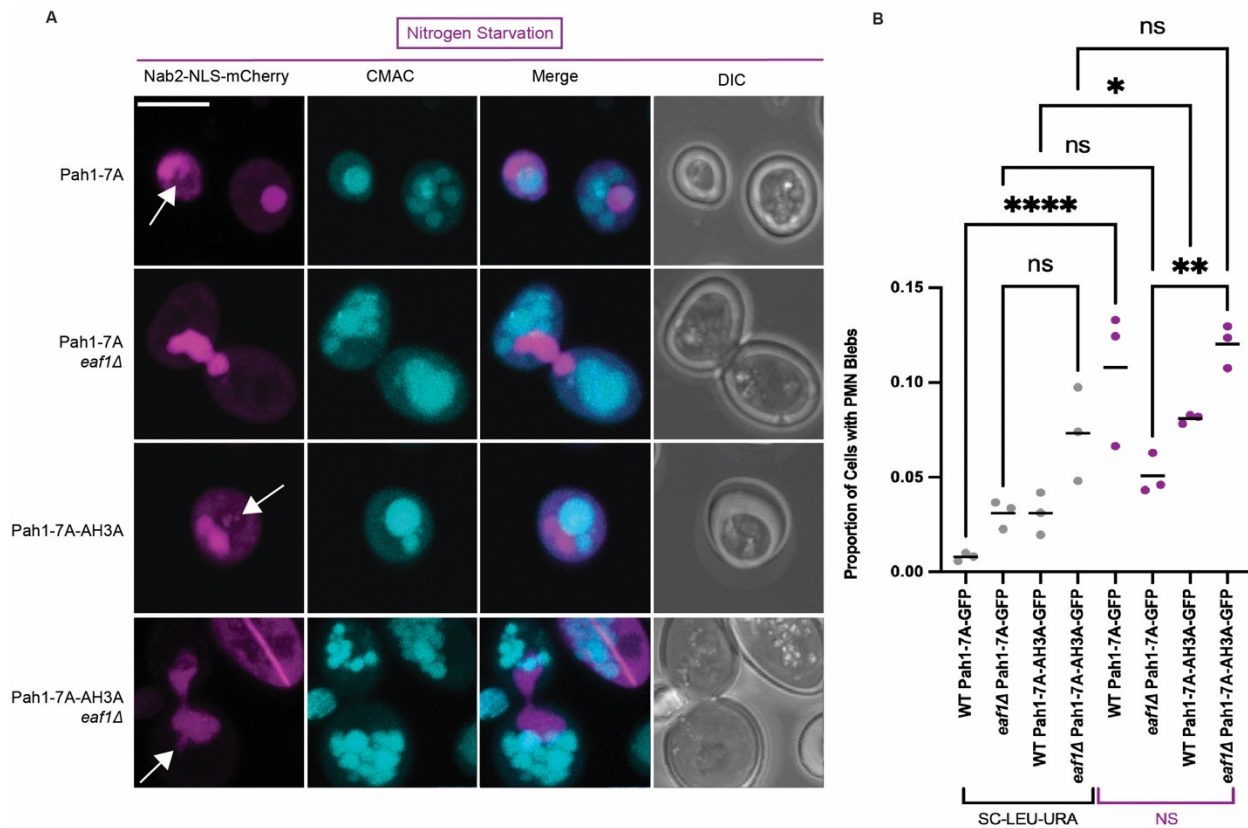 A
Nitrogen Starvation
Nab2-NLS-mCherry CMAC Merge DIC
Pah1-7A
Pah1-7A
eaf1Δ
Pah1-7A-AH3A
Pah1-7A-AH3A
eaf1Δ
B
ns
*
ns
****
ns
**
Proportion of Cells with PMN Blebs
0.15
0.10
0.05
0.00
WT Pah1-7A-GFP
eaf1Δ Pah1-7A-GFP
WT Pah1-7A-AH3A-GFP
eaf1Δ Pah1-7A-AH3A-GFP
WT Pah1-7A-GFP
eaf1Δ Pah1-7A-GFP
WT Pah1-7A-AH3A-GFP
eaf1Δ Pah1-7A-AH3A-GFP
SC-LEU-URA NS